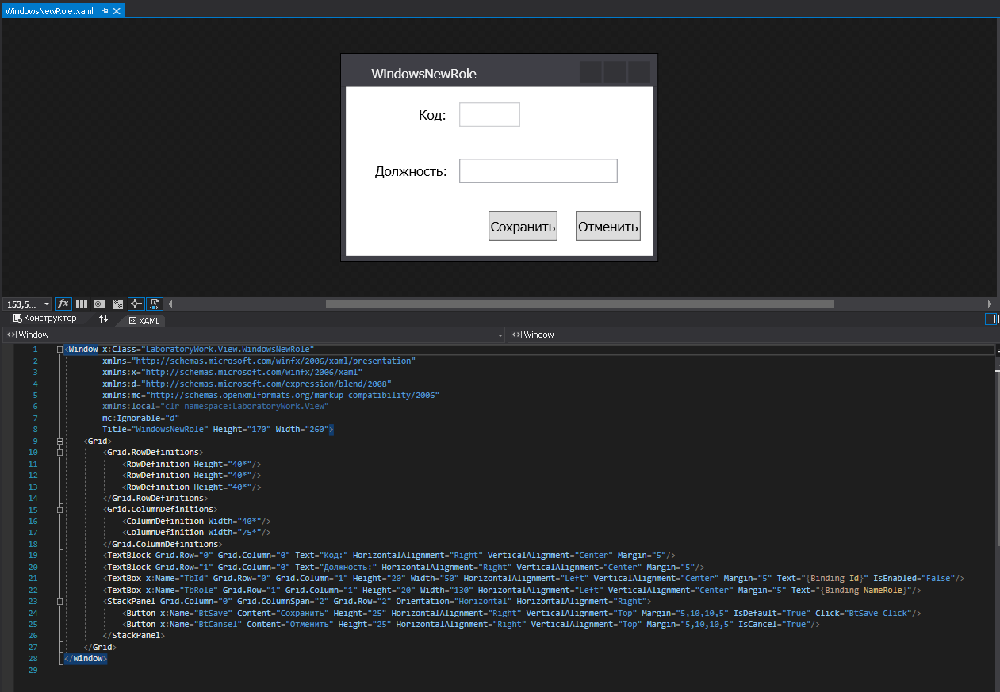 WindowsNewRole.xaml
WindowsNewRole
Код:
Должность:
Сохранить Отменить
153,5...
Конструктор XAML
Window Window
1 <Window x:Class="LaboratoryWork.View.WindowsNewRole"
2 xmlns="http://schemas.microsoft.com/winfx/2006/xaml/presentation"
3 xmlns:x="http://schemas.microsoft.com/winfx/2006/xaml"
4 xmlns:d="http://schemas.microsoft.com/expression/blend/2008"
5 xmlns:mc="http://schemas.openxmlformats.org/markup-compatibility/2006"
6 xmlns:local="clr-namespace:LaboratoryWork.View"
7 mc:Ignorable="d"
8 Title="WindowsNewRole" Height="170" Width="260">
9 <Grid>
10 <Grid.RowDefinitions>
11 <RowDefinition Height="40*"/>
12 <RowDefinition Height="40*"/>
13 <RowDefinition Height="40*"/>
14 </Grid.RowDefinitions>
15 <Grid.ColumnDefinitions>
16 <ColumnDefinition Width="40*"/>
17 <ColumnDefinition Width="75*"/>
18 </Grid.ColumnDefinitions>
19 <TextBlock Grid.Row="0" Grid.Column="0" Text="Код:" HorizontalAlignment="Right" VerticalAlignment="Center" Margin="5"/>
20 <TextBlock Grid.Row="1" Grid.Column="0" Text="Должность:" HorizontalAlignment="Right" VerticalAlignment="Center" Margin="5"/>
21 <TextBox x:Name="TbId" Grid.Row="0" Grid.Column="1" Height="20" Width="50" HorizontalAlignment="Left" VerticalAlignment="Center" Margin="5" Text="{Binding Id}" IsEnabled="False"/>
22 <TextBox x:Name="TbRole" Grid.Row="1" Grid.Column="1" Height="20" Width="130" HorizontalAlignment="Left" VerticalAlignment="Center" Margin="5" Text="{Binding NameRole}"/>
23 <StackPanel Grid.Column="0" Grid.ColumnSpan="2" Grid.Row="2" Orientation="Horizontal" HorizontalAlignment="Right">
24 <Button x:Name="BtSave" Content="Сохранить" Height="25" HorizontalAlignment="Right" VerticalAlignment="Top" Margin="5,10,10,5" IsDefault="True" Click="BtSave_Click"/>
25 <Button x:Name="BtCansel" Content="Отменить" Height="25" HorizontalAlignment="Right" VerticalAlignment="Top" Margin="5,10,10,5" IsCancel="True"/>
26 </StackPanel>
27 </Grid>
28 </Window>
29